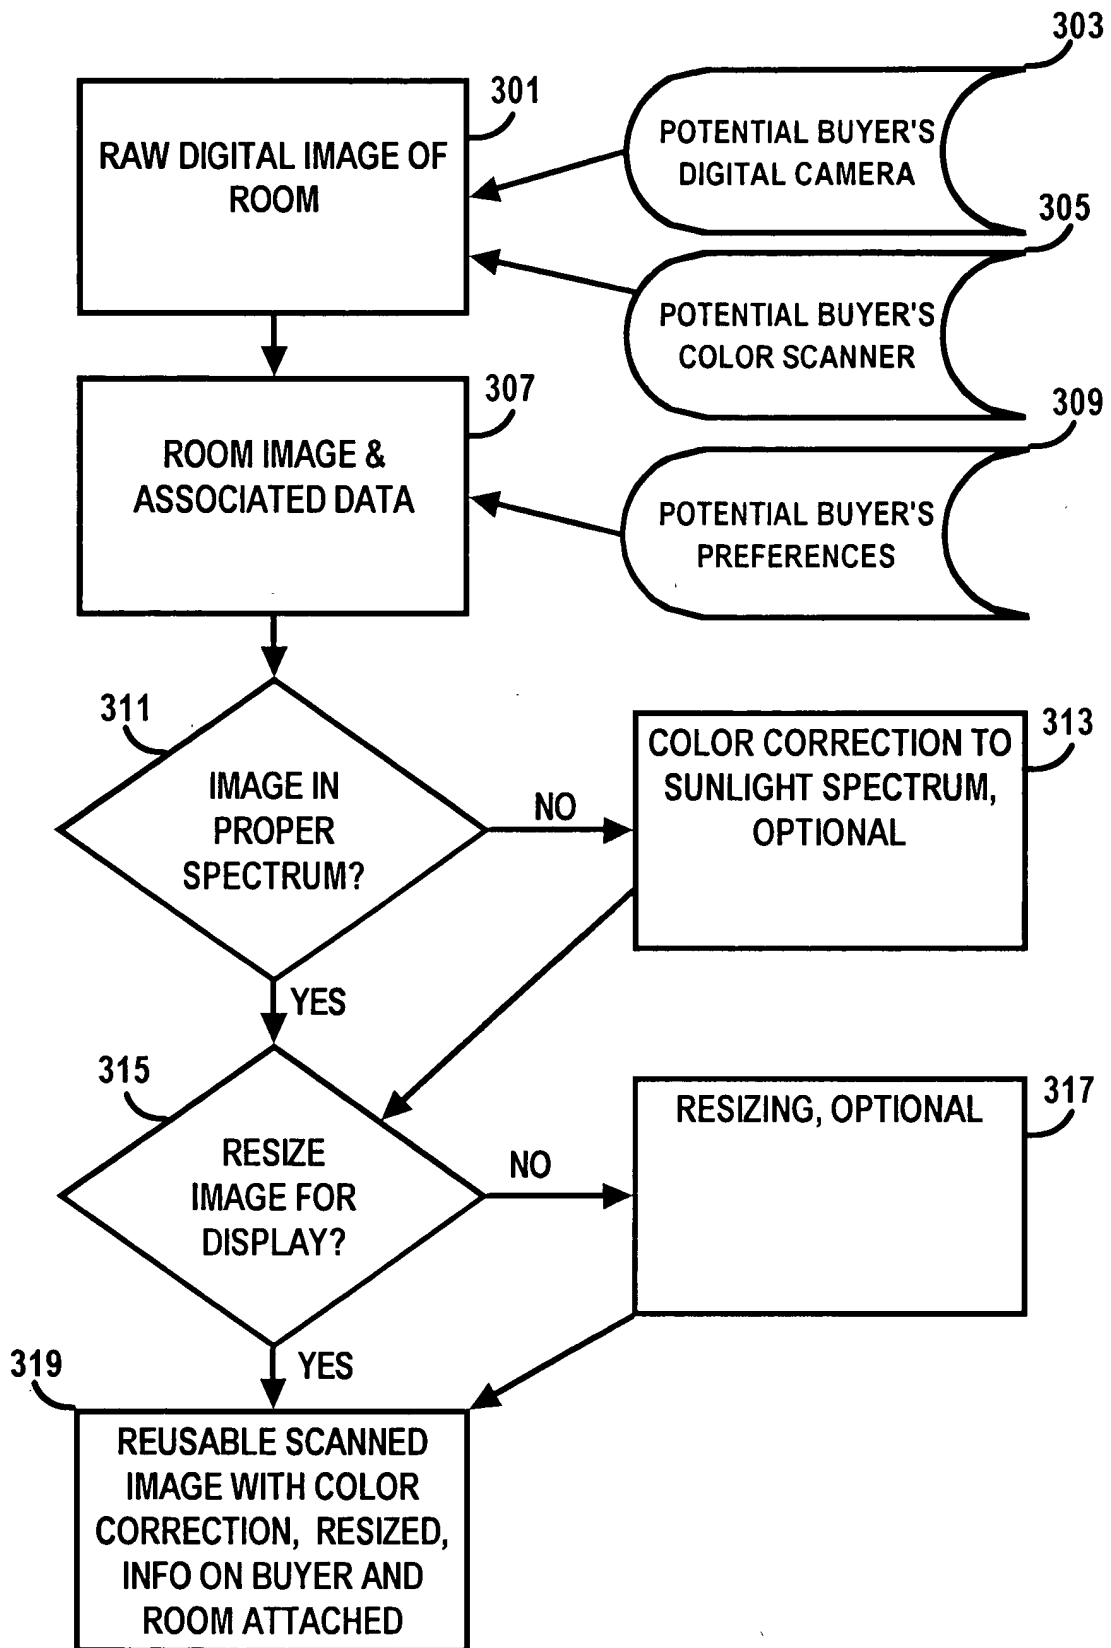 303
301
RAW DIGITAL IMAGE OF
ROOM
POTENTIAL BUYER'S
DIGITAL CAMERA
305
POTENTIAL BUYER'S
COLOR SCANNER
307
ROOM IMAGE &
ASSOCIATED DATA
309
POTENTIAL BUYER'S
PREFERENCES
311
IMAGE IN
PROPER
SPECTRUM?
NO
313
COLOR CORRECTION TO
SUNLIGHT SPECTRUM,
OPTIONAL
YES
315
RESIZE
IMAGE FOR
DISPLAY?
NO
317
RESIZING, OPTIONAL
YES
319
REUSABLE SCANNED
IMAGE WITH COLOR
CORRECTION, RESIZED,
INFO ON BUYER AND
ROOM ATTACHED